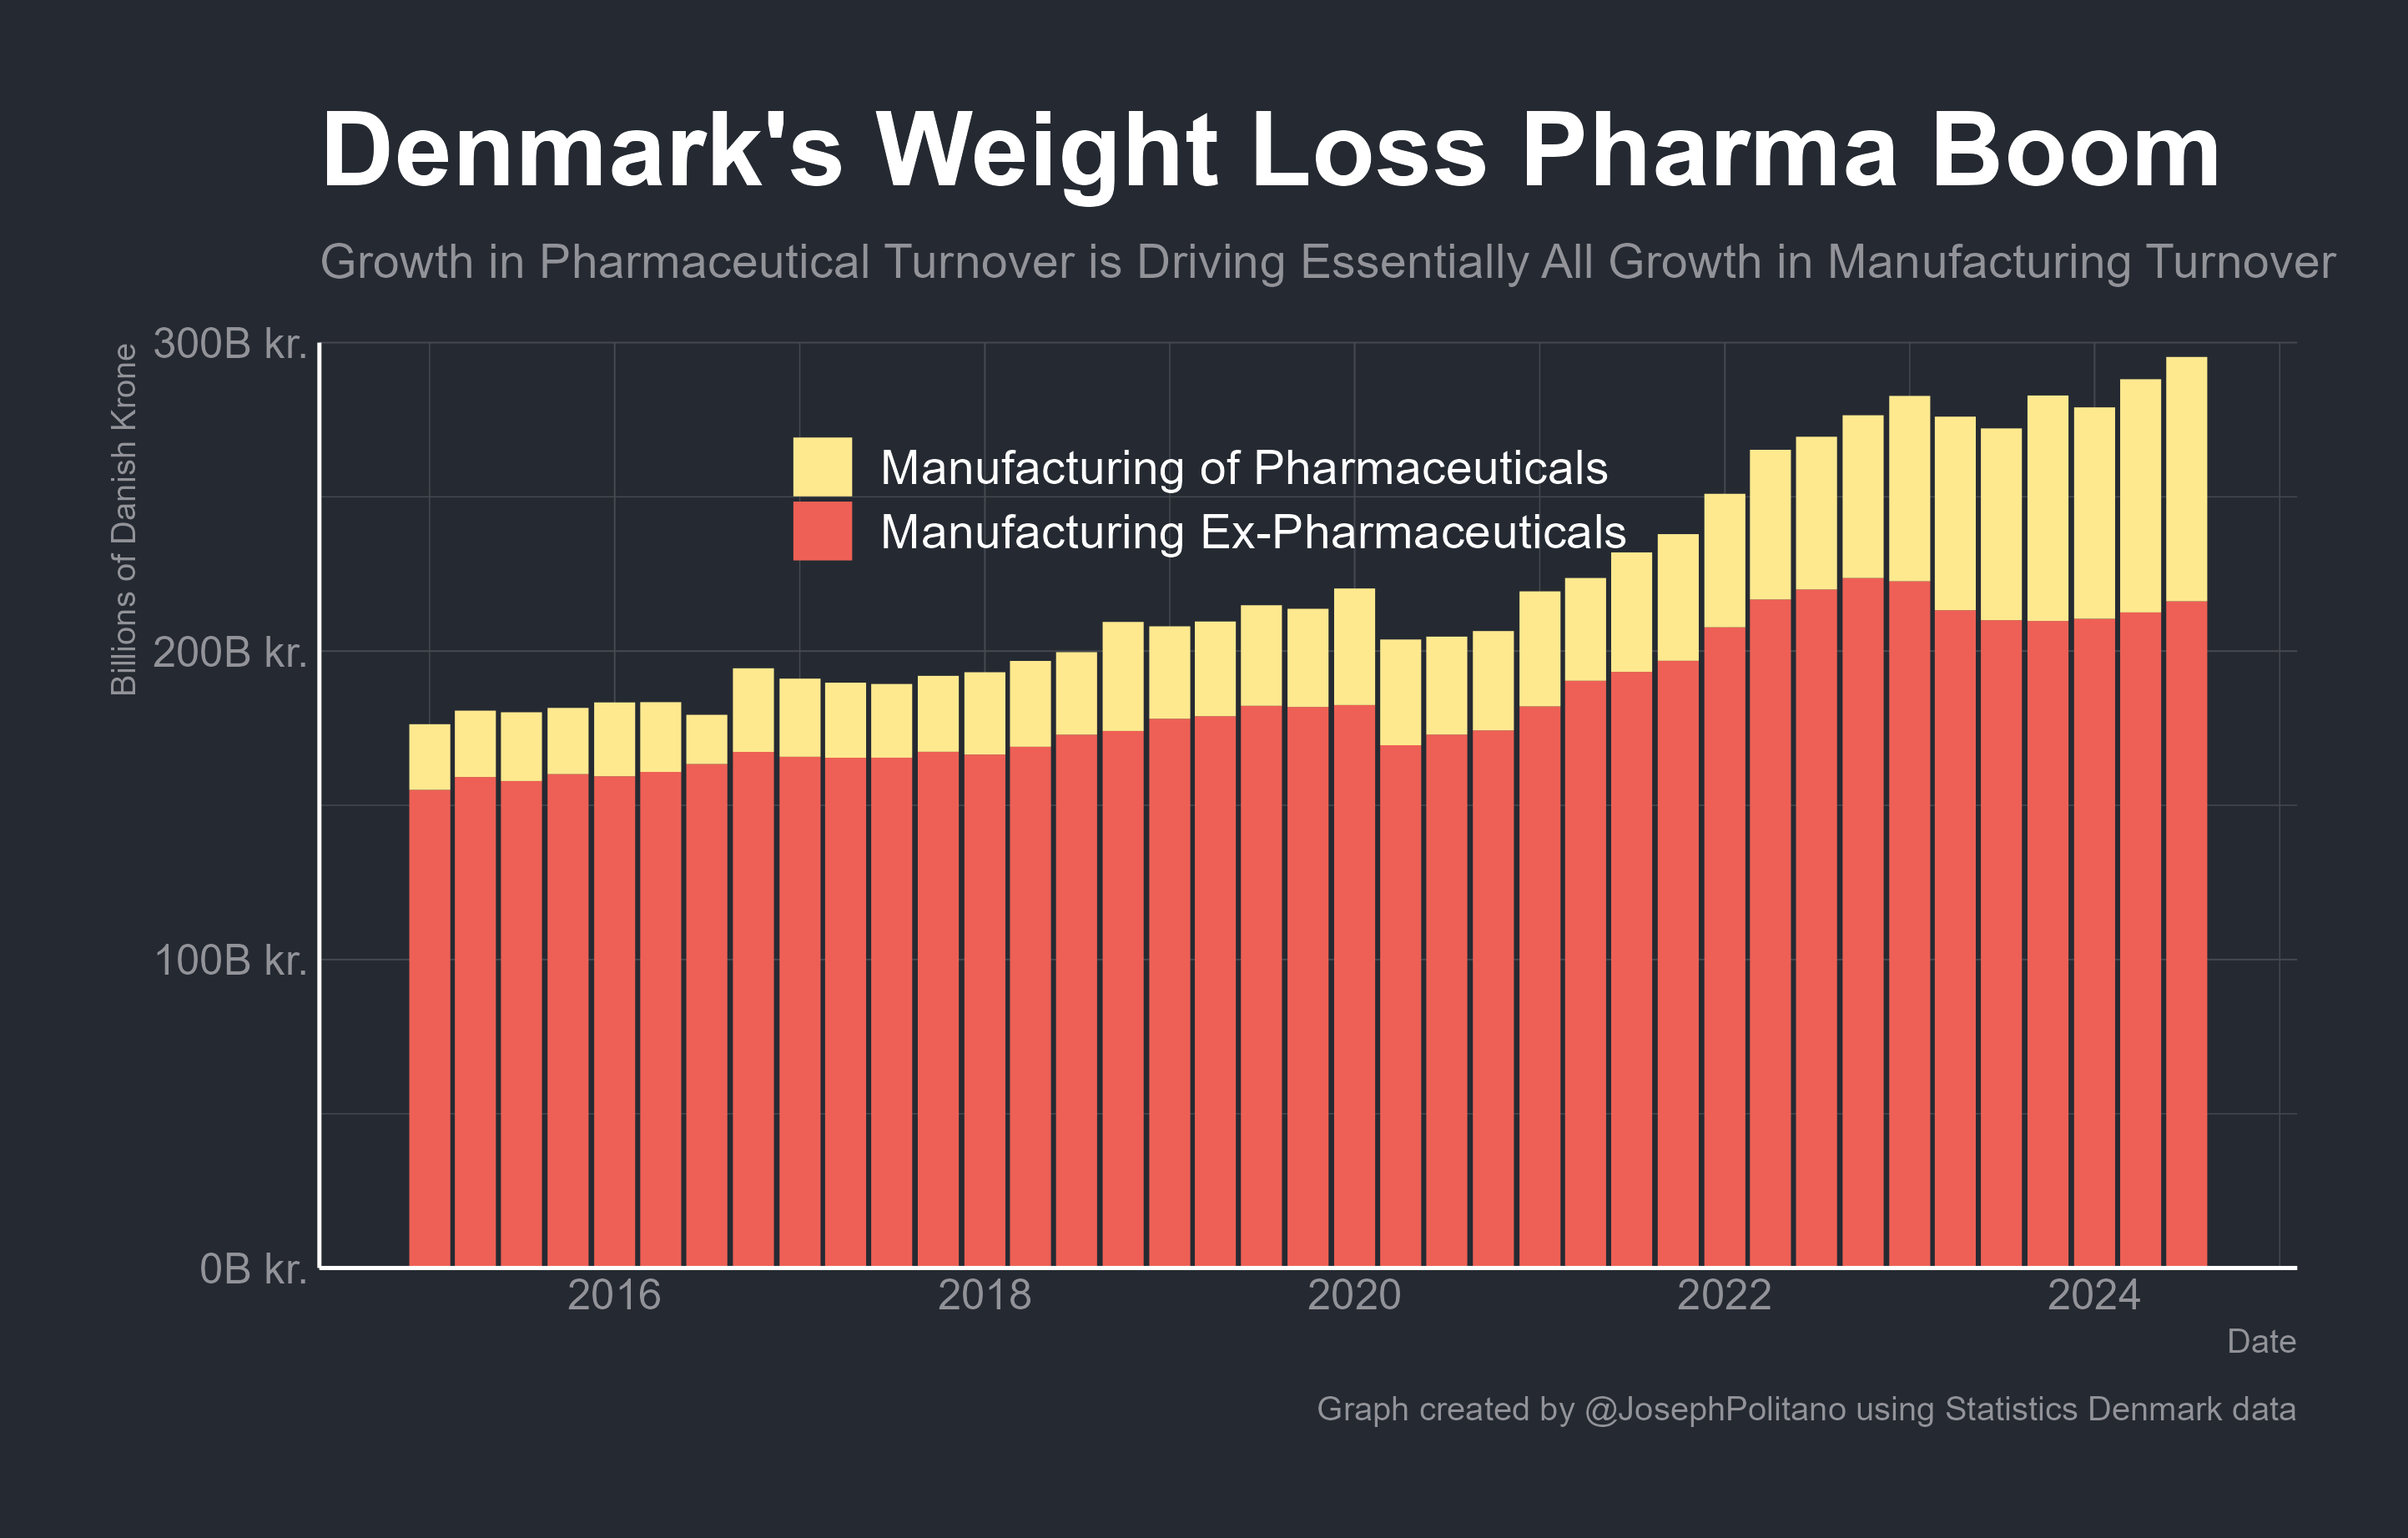 Denmark's Weight Loss Pharma Boom
Growth in Pharmaceutical Turnover is Driving Essentially All Growth in Manufacturing Turnover
Billions of Danish Krone
300B kr.
200B kr.
100B kr.
0B kr.
Manufacturing of Pharmaceuticals
Manufacturing Ex-Pharmaceuticals
2016 2018 2020 2022 2024
Date
Graph created by @JosephPolitano using Statistics Denmark data